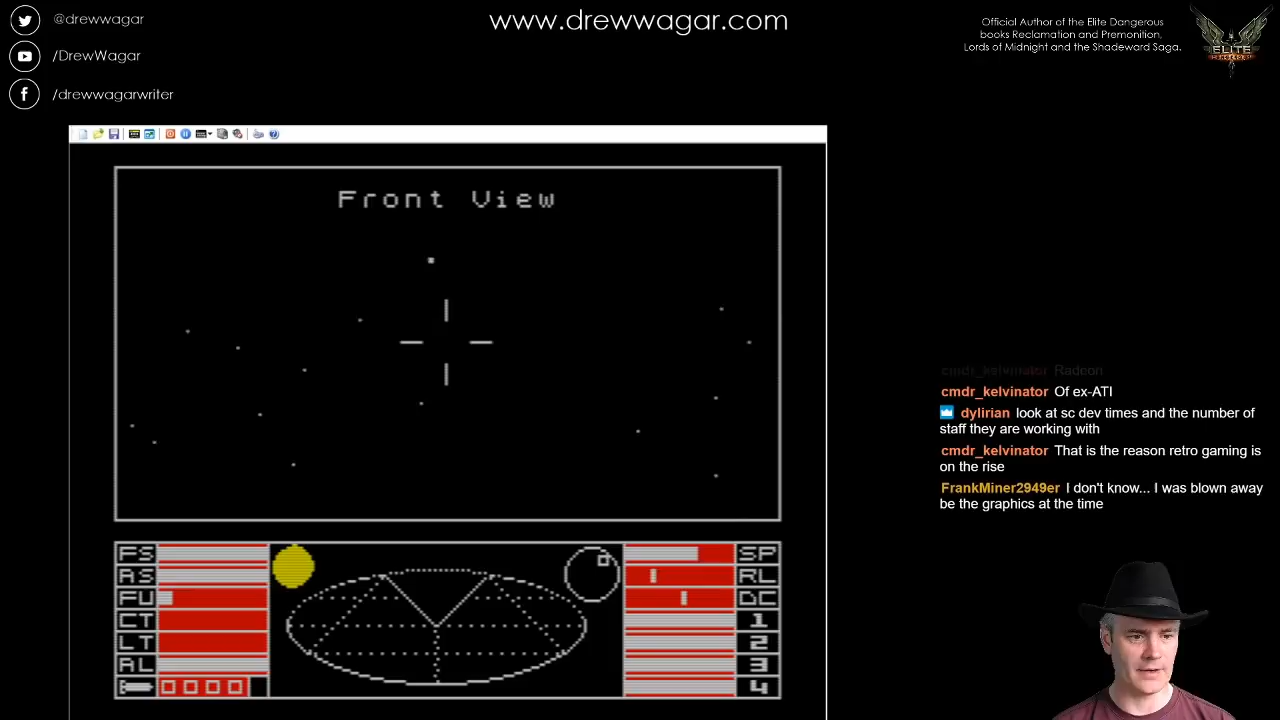 @drewwagar
/DrewWagar
/drewwagarwriter
www.drewwagar.com
Official Author of the Elite Dangerous
books Reclamation and Premonition,
Lords of Midnight and the Shadeward Saga.
ELITE
DANGEROUS
Front View
FS
AS
FU
CT
LT
AL
SP
RL
DC
1
2
3
4
cmdr_kelvinator Radeon
cmdr_kelvinator Of ex-ATI
dylirian look at sc dev times and the number of
staff they are working with
cmdr_kelvinator That is the reason retro gaming is
on the rise
FrankMiner2949er I don't know... I was blown away
be the graphics at the time